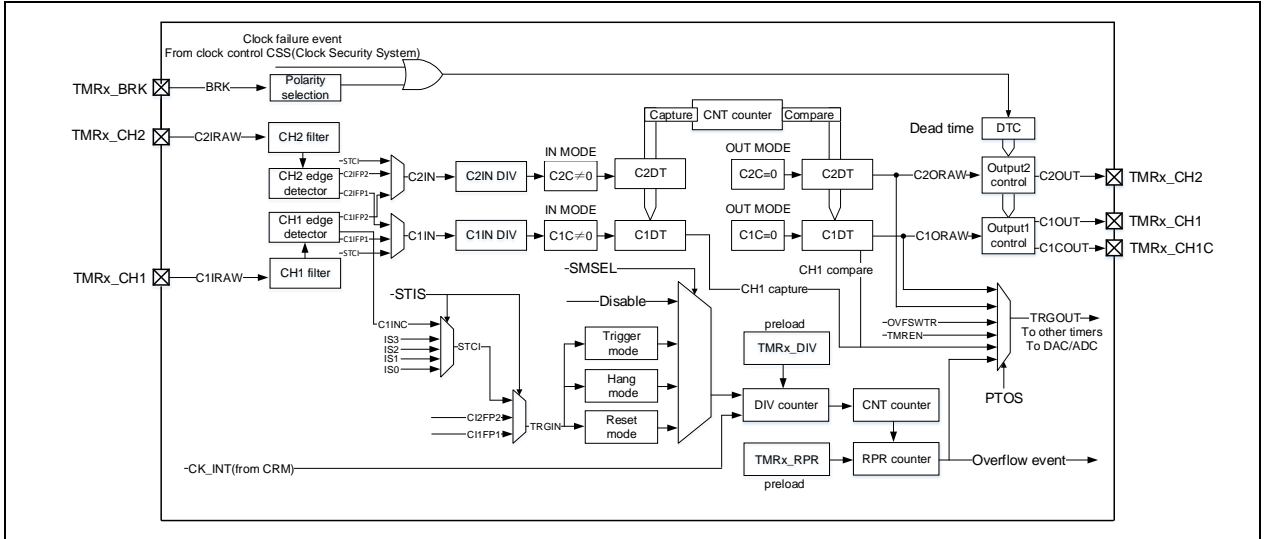 Clock failure event
From clock control CSS(Clock Security System)
TMRx_BRK
BRK
Polarity
selection
TMRx_CH2
C2IRAW
CH2 filter
STCI
C2IFP2
CH2 edge
detector
C2IFP1
C2IN
C2IN DIV
IN MODE
C2C≠0
C2DT
Capture
CNT counter
Compare
OUT MODE
C2C=0
C2DT
Dead time
DTC
C2ORAW
Output2
control
C2OUT
TMRx_CH2
CH1 edge
detector
C1IFP2
C1IFP1
STCI
C1IN
C1IN DIV
IN MODE
C1C≠0
C1DT
OUT MODE
C1C=0
C1DT
C1ORAW
Output1
control
C1OUT
TMRx_CH1
C1COUT
TMRx_CH1C
TMRx_CH1
C1IRAW
CH1 filter
SMSEL
CH1 compare
CH1 capture
STIS
Disable
C1INC
IS3
IS2
IS1
IS0
STCI
Trigger
mode
Hang
mode
Reset
mode
CI2FP2
CI1FP1
TRGIN
preload
TMRx_DIV
OVFSWTR
TMREN
TRGOUT
To other timers
To DAC/ADC
PTOS
DIV counter
CNT counter
CK_INT(from CRM)
TMRx_RPR
preload
RPR counter
Overflow event